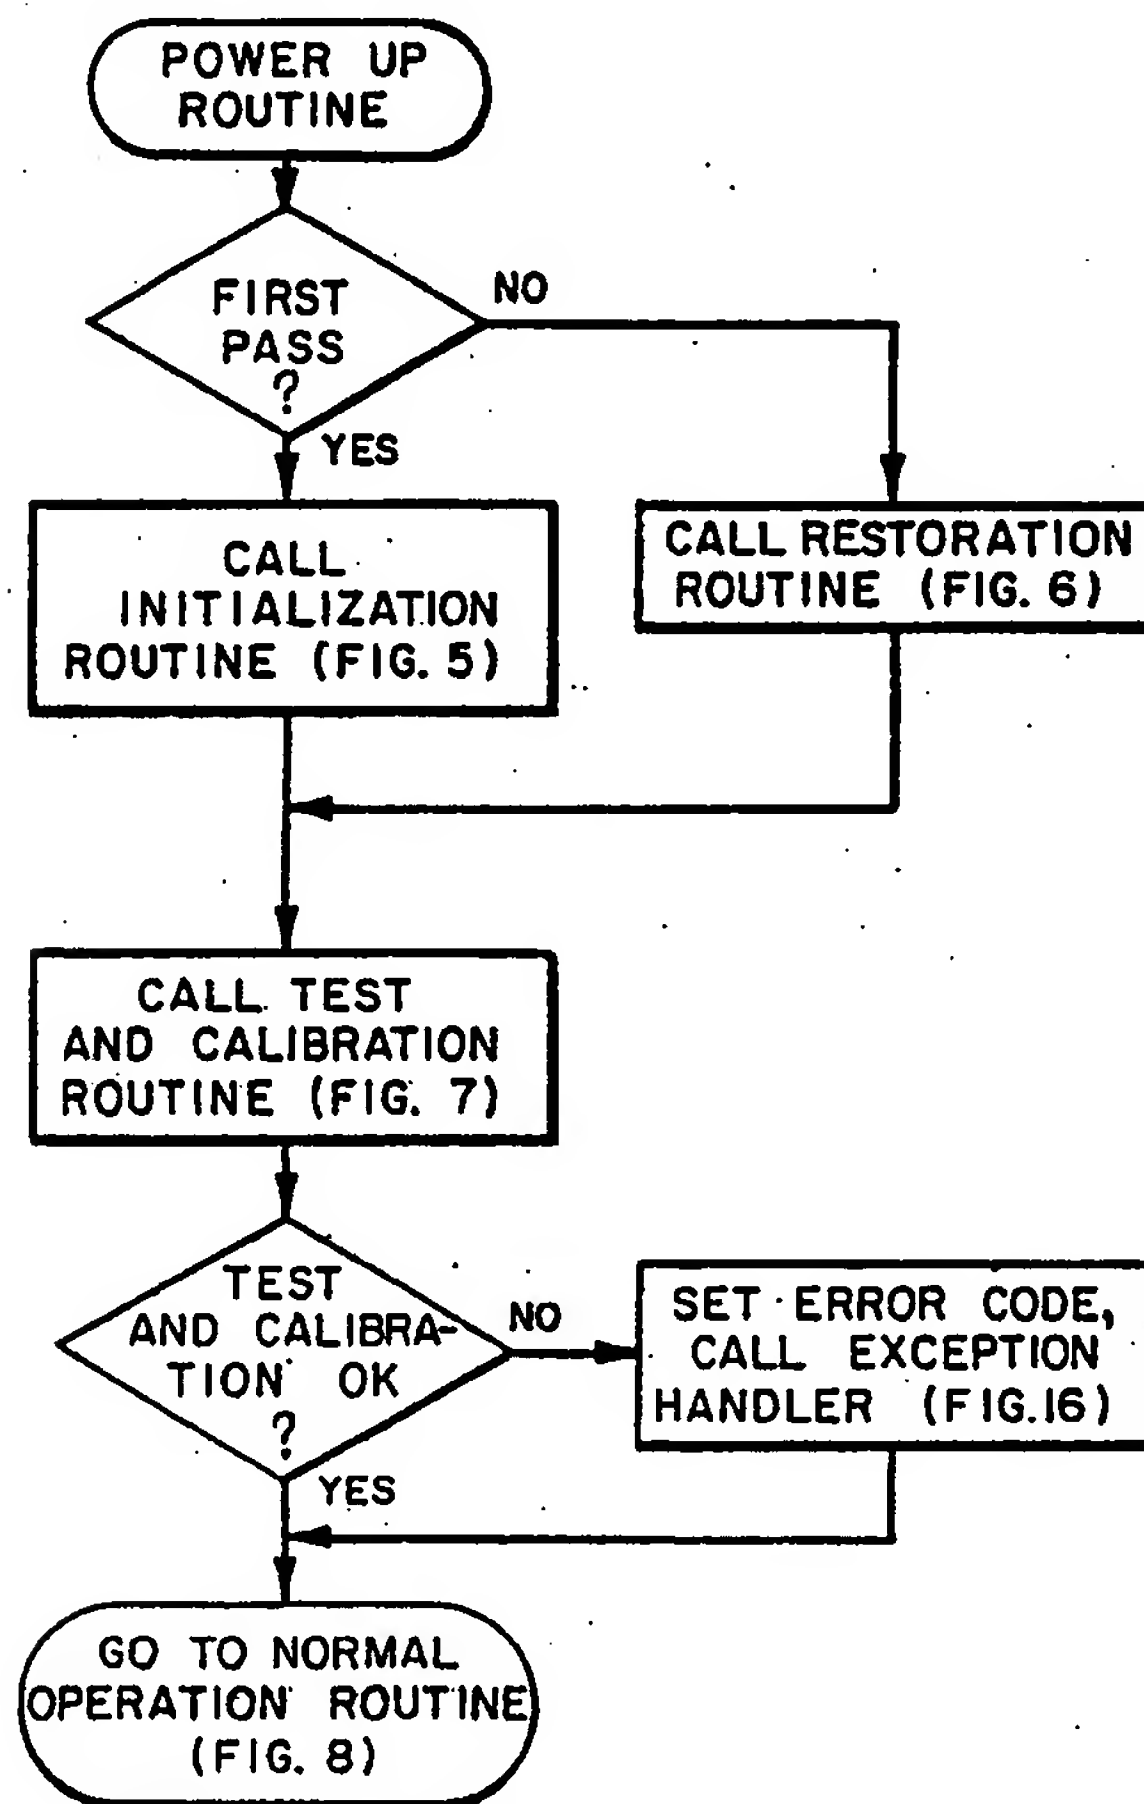 POWER UP
ROUTINE
FIRST
PASS
?
NO
YES
CALL
INITIALIZATION
ROUTINE (FIG. 5)
CALL RESTORATION
ROUTINE (FIG. 6)
CALL TEST
AND CALIBRATION
ROUTINE (FIG. 7)
TEST
AND CALIBRA-
TION OK
?
NO
YES
SET ERROR CODE,
CALL EXCEPTION
HANDLER (FIG.16)
GO TO NORMAL
OPERATION ROUTINE
(FIG. 8)